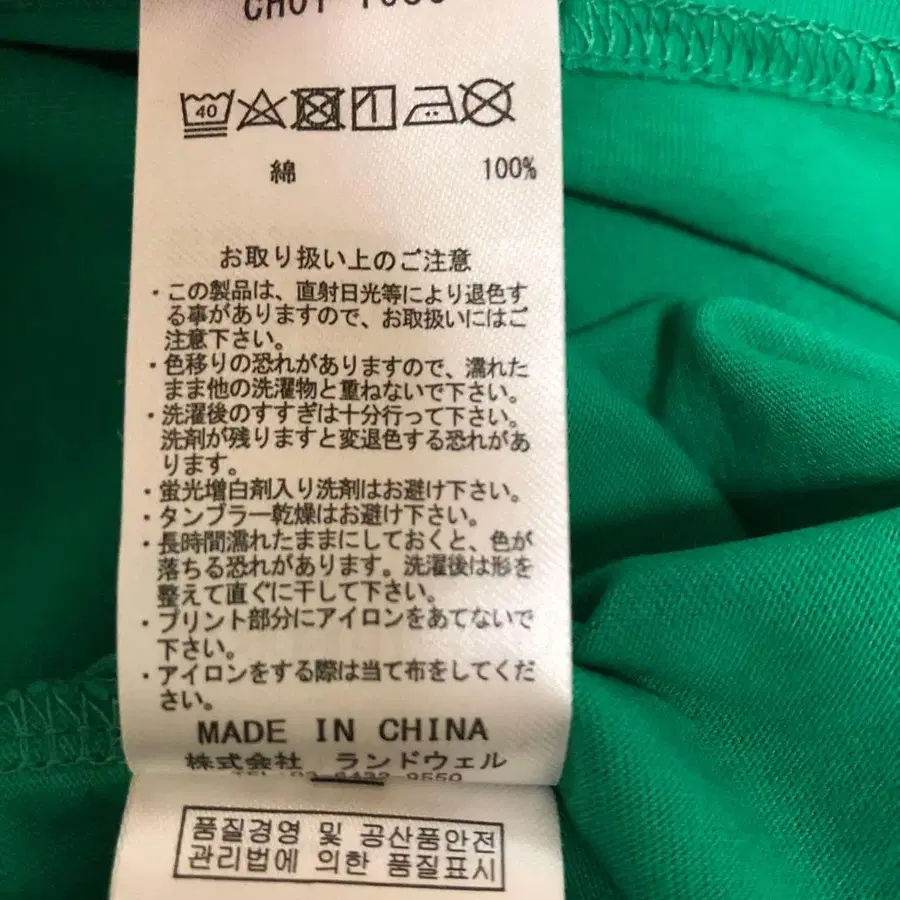 40
綿 100%
お取り扱い上のご注意
・この製品は、直射日光等により退色す
る事がありますので、お取扱いにはご
注意下さい。
・色移りの恐れがありますので、濡れた
まま他の洗濯物と重ねないで下さい。
・洗濯後のすすぎは十分行って下さい。
洗剤が残りますと変退色する恐れがあ
ります。
・蛍光増白剤入り洗剤はお避け下さい。
・タンブラー乾燥はお避け下さい。
・長時間濡れたままにしておくと、色が
落ちる恐れがあります。洗濯後は形を
整えて直ぐに干して下さい。
・プリント部分にアイロンをあてないで
下さい。
・アイロンをする際は当て布をしてくだ
さい。
MADE IN CHINA
株式会社 ランドウェル
품질경영 및 공산품안전
관리법에 의한 품질표시